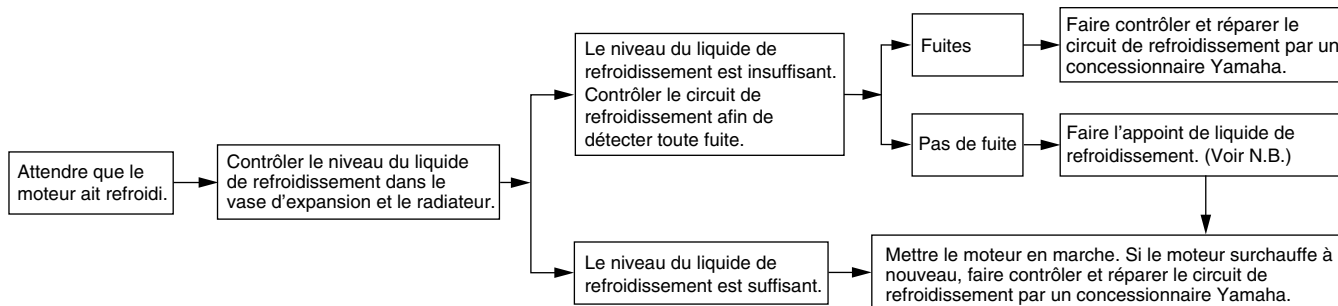 Attendre que le
moteur ait refroidi.
Contrôler le niveau du liquide
de refroidissement dans le
vase d’expansion et le radiateur.
Le niveau du liquide de
refroidissement est insuffisant.
Contrôler le circuit de
refroidissement afin de
détecter toute fuite.
Fuites
Faire contrôler et réparer le
circuit de refroidissement par un
concessionnaire Yamaha.
Pas de fuite
Faire l’appoint de liquide de
refroidissement. (Voir N.B.)
Le niveau du liquide de
refroidissement est suffisant.
Mettre le moteur en marche. Si le moteur surchauffe à
nouveau, faire contrôler et réparer le circuit de
refroidissement par un concessionnaire Yamaha.